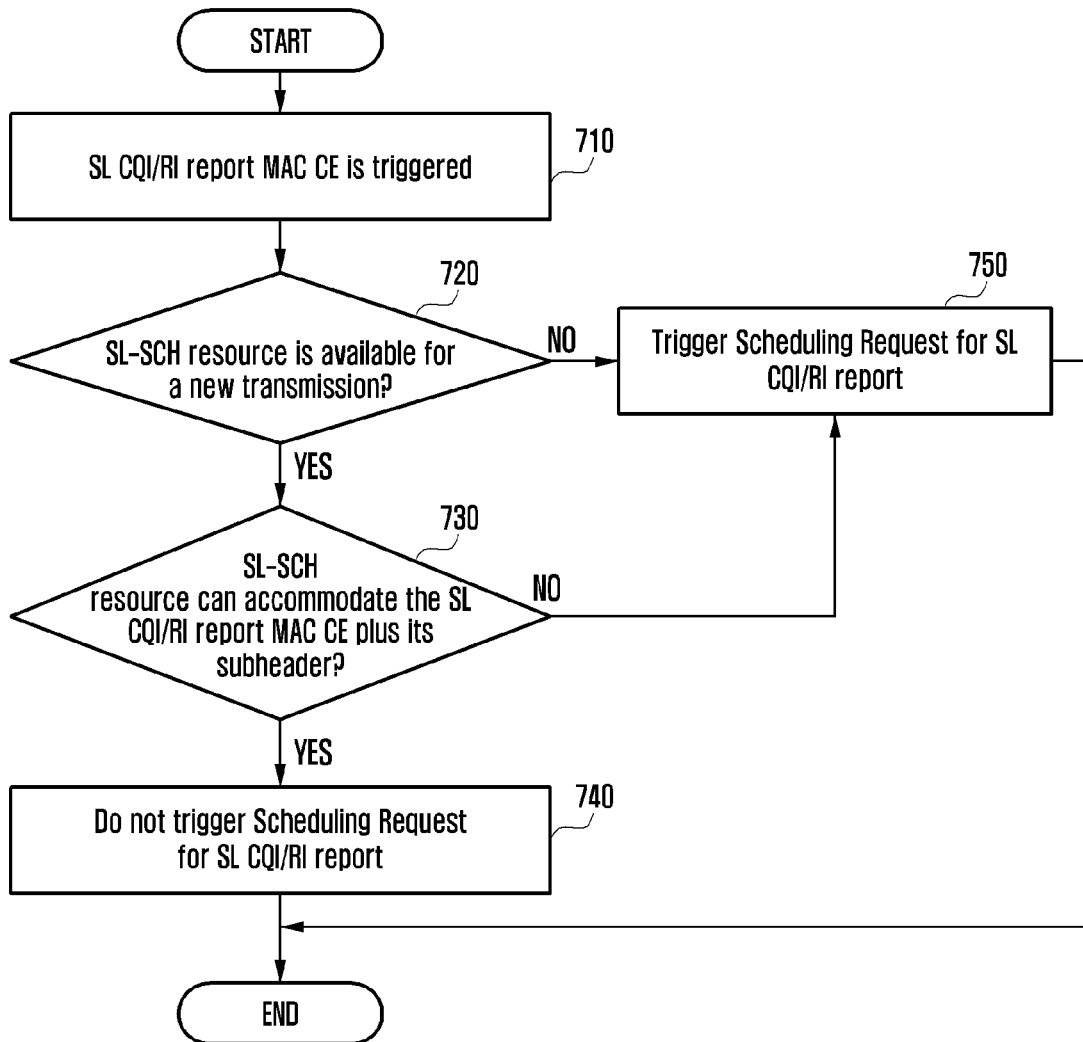 START
SL CQI/RI report MAC CE is triggered
710
720
SL-SCH resource is available for
a new transmission?
NO
YES
750
Trigger Scheduling Request for SL
CQI/RI report
730
SL-SCH
resource can accommodate the SL
CQI/RI report MAC CE plus its
subheader?
NO
YES
740
Do not trigger Scheduling Request
for SL CQI/RI report
END